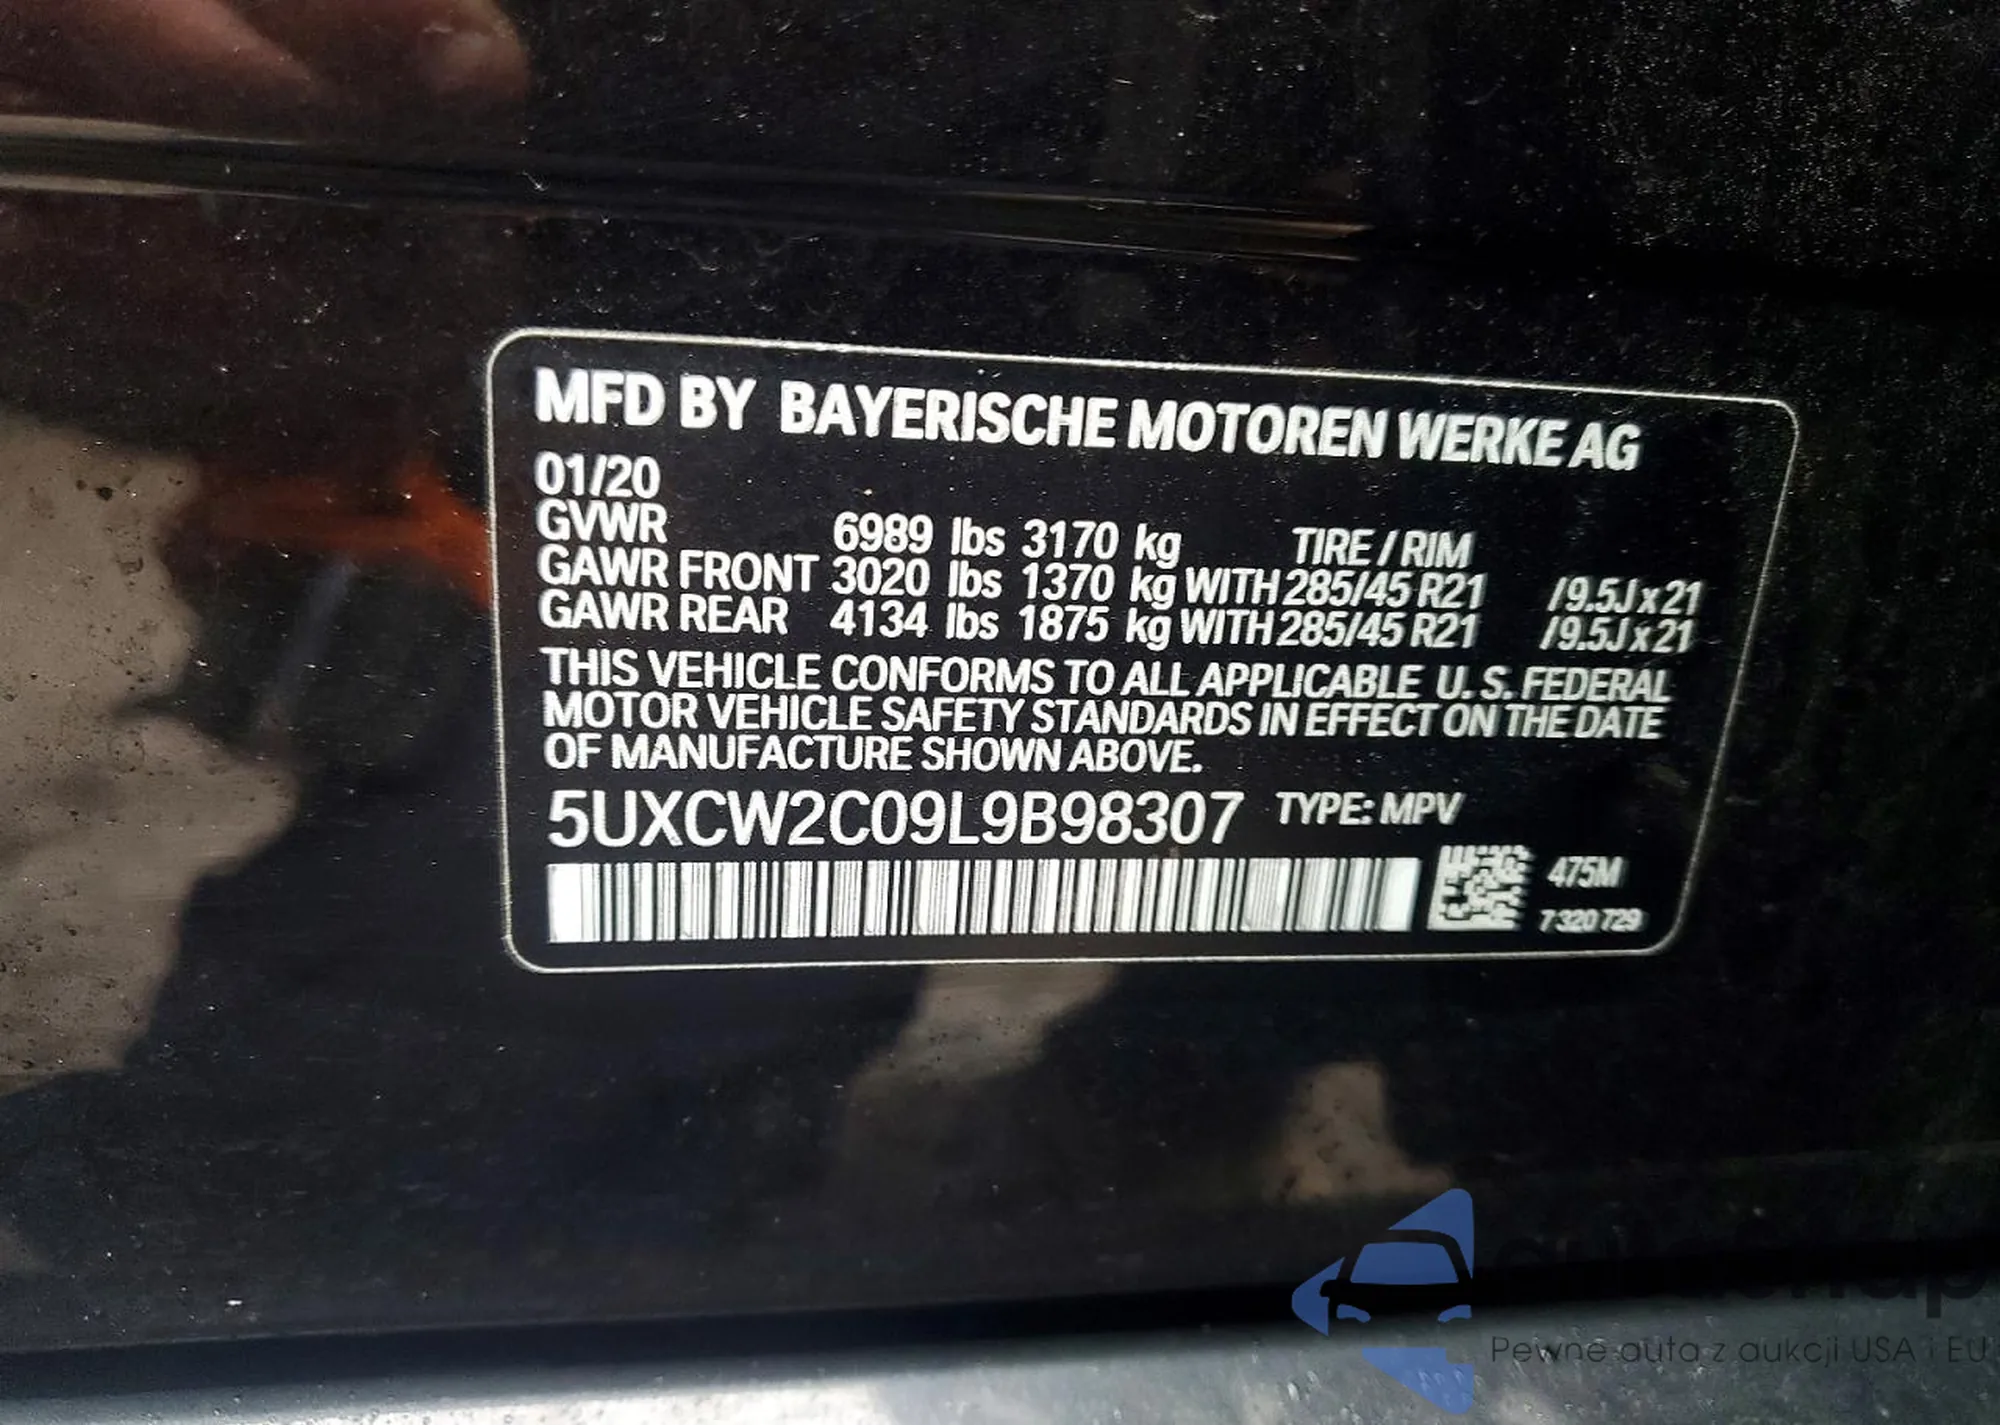 MFD BY BAYERISCHE MOTOREN WERKE AG
01/20
GVWR 6989 lbs 3170 kg TIRE / RIM
GAWR FRONT 3020 lbs 1370 kg WITH 285/45 R21 /9.5J x 21
GAWR REAR 4134 lbs 1875 kg WITH 285/45 R21 /9.5J x 21
THIS VEHICLE CONFORMS TO ALL APPLICABLE U.S. FEDERAL
MOTOR VEHICLE SAFETY STANDARDS IN EFFECT ON THE DATE
OF MANUFACTURE SHOWN ABOVE.
5UXCW2C09L9B98307 TYPE: MPV
475M
7 320 729
Pewne auta z aukcji USA i EU